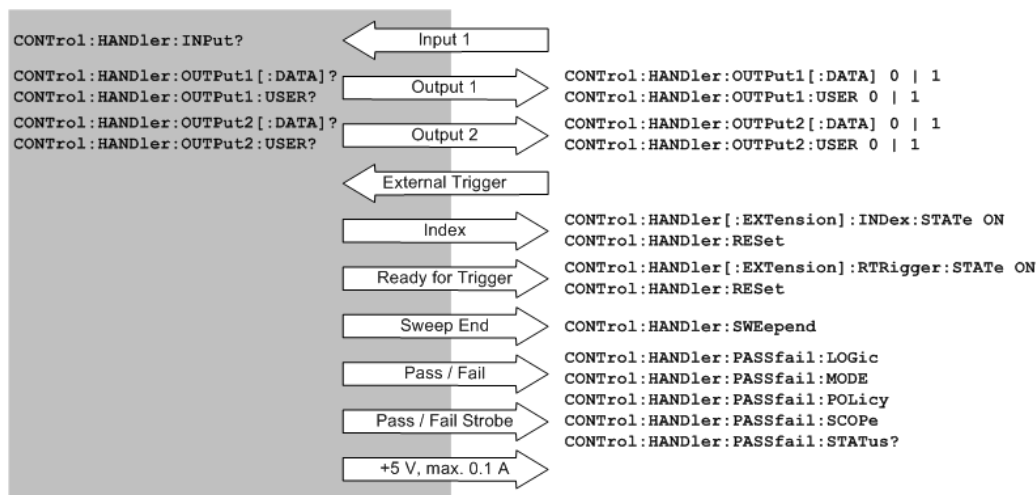 CONTrol:HANDler:INPut?
Input 1
CONTrol:HANDler:OUTPut1[:DATA]?
CONTrol:HANDler:OUTPut1:USER?
Output 1
CONTrol:HANDler:OUTPut1[:DATA] 0 | 1
CONTrol:HANDler:OUTPut1:USER 0 | 1
CONTrol:HANDler:OUTPut2[:DATA]?
CONTrol:HANDler:OUTPut2:USER?
Output 2
CONTrol:HANDler:OUTPut2[:DATA] 0 | 1
CONTrol:HANDler:OUTPut2:USER 0 | 1
External Trigger
Index
CONTrol:HANDler[:EXTension]:INDex:STATe ON
CONTrol:HANDler:RESet
Ready for Trigger
CONTrol:HANDler[:EXTension]:RTRigger:STATe ON
CONTrol:HANDler:RESet
Sweep End
CONTrol:HANDler:SWEepend
Pass / Fail
CONTrol:HANDler:PASSfail:LOGic
CONTrol:HANDler:PASSfail:MODE
CONTrol:HANDler:PASSfail:POLicy
Pass / Fail Strobe
CONTrol:HANDler:PASSfail:SCOPe
CONTrol:HANDler:PASSfail:STATus?
+5 V, max. 0.1 A